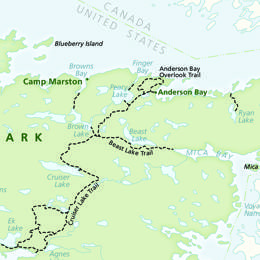 CANADA
UNITED STATES
Blueberry Island
Browns
Bay
Finger
Bay
Anderson Bay
Overlook Trail
Camp Marston
Peary
Lake
Anderson Bay
Ryan
Lake
ARK
Brown
Lake
Beast
Lake
Beast Lake Trail
MICA BAY
Mica
Cruiser
Lake
Cruiser Lake Trail
Ek
Lake
Agnes